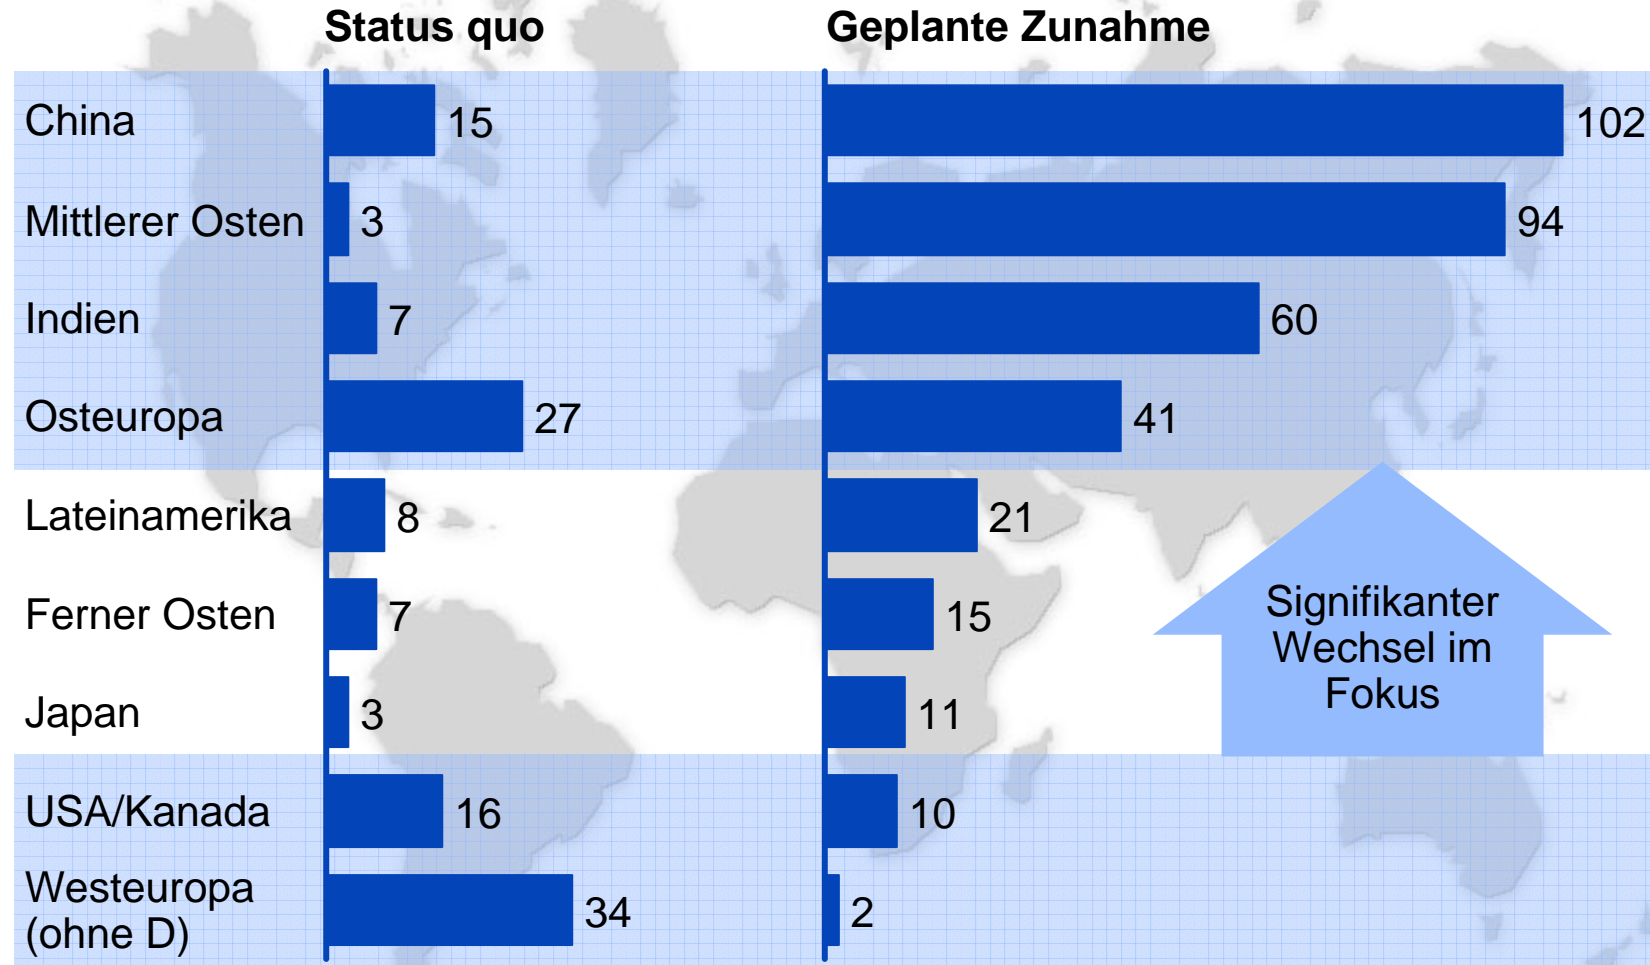 Status quo Geplante Zunahme
China 15 102
Mittlerer Osten 3 94
Indien 7 60
Osteuropa 27 41
Lateinamerika 8 21
Ferner Osten 7 15
Japan 3 11
USA/Kanada 16 10
Westeuropa
(ohne D) 34 2
Signifikanter
Wechsel im
Fokus